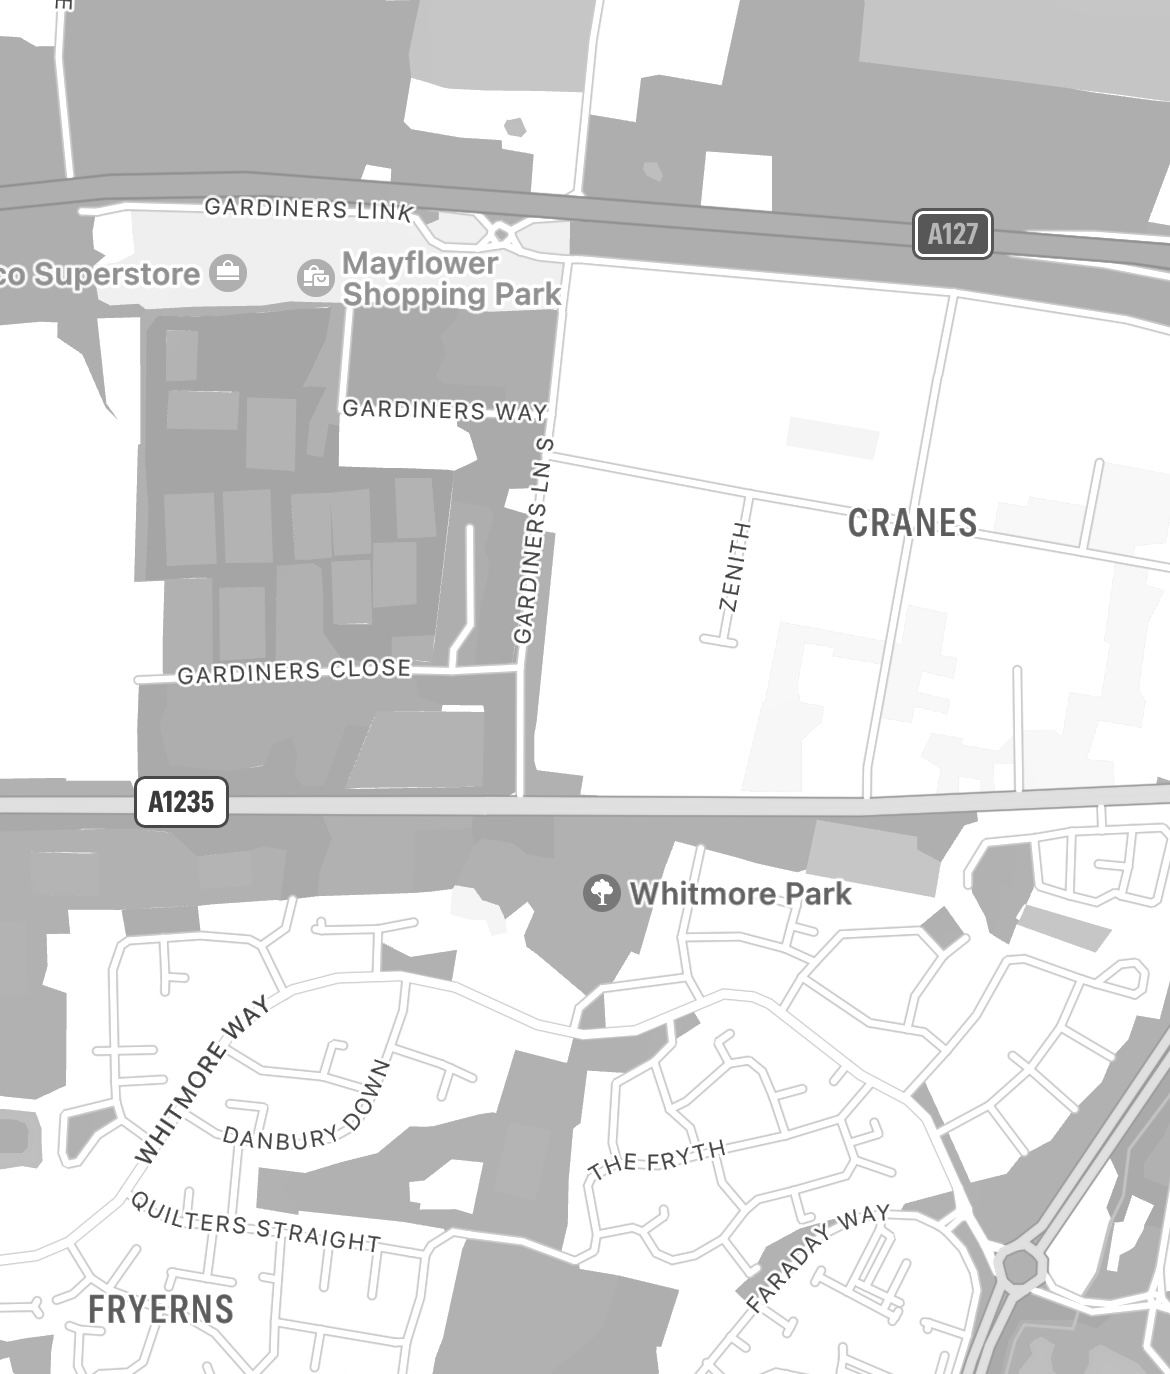 E
GARDINERS LINK
A127
co Superstore
Mayflower
Shopping Park
GARDINERS WAY
GARDINERS LN S
CRANES
ZENITH
GARDINERS CLOSE
A1235
Whitmore Park
WHITMORE WAY
DANBURY DOWN
THE FRYTH
QUILTERS STRAIGHT
FARADAY WAY
FRYERNS